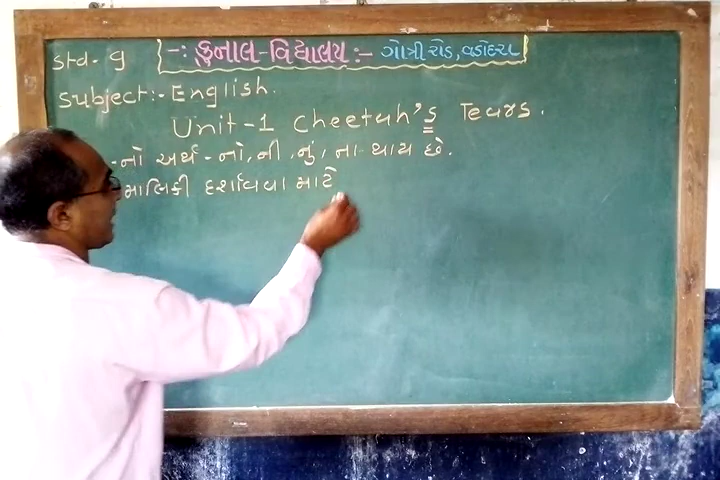 Std- 9 -: કુનાલ-વિદ્યાલય :- ગોત્રી રોડ, વડોદરા
Subject:- English.
Unit-1 Cheetah's Tears.
-નો અર્થ - નો, ની, નું, ના થાય છે.
માલિકી દર્શાવવા માટે